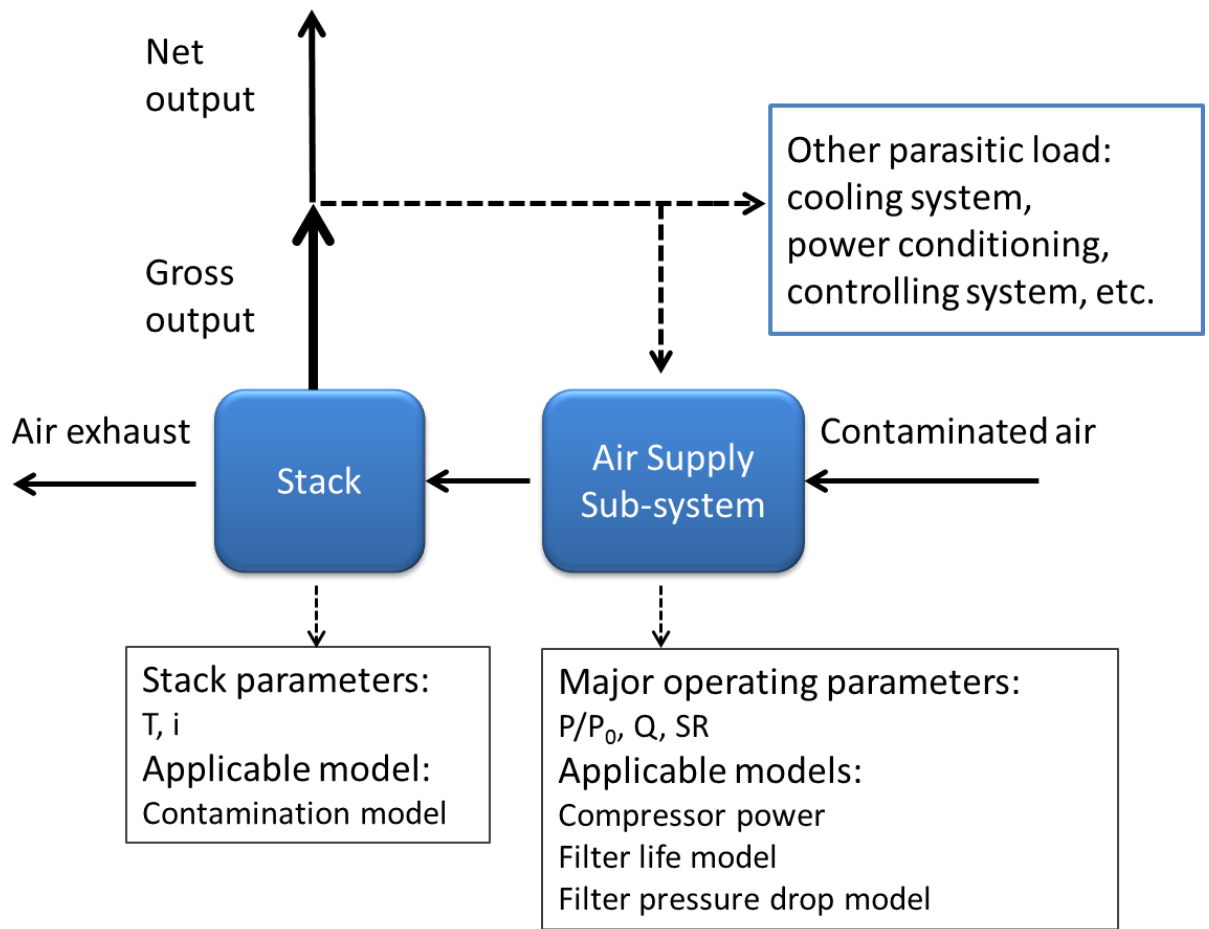 Net
output
Other parasitic load:
cooling system,
power conditioning,
controlling system, etc.
Gross
output
Air exhaust
Stack
Air Supply
Sub-system
Contaminated air
Stack parameters:
T, i
Applicable model:
Contamination model
Major operating parameters:
P/P₀, Q, SR
Applicable models:
Compressor power
Filter life model
Filter pressure drop model